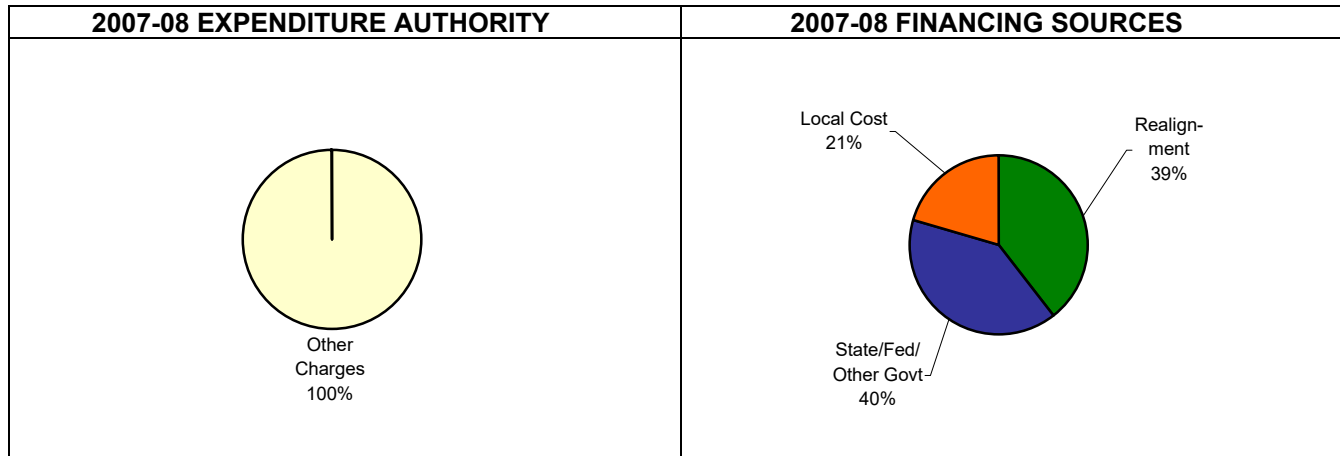 2007-08 EXPENDITURE AUTHORITY
2007-08 FINANCING SOURCES
Other
Charges
100%
Local Cost
21%
Realign-
ment
39%
State/Fed/
Other Govt
40%